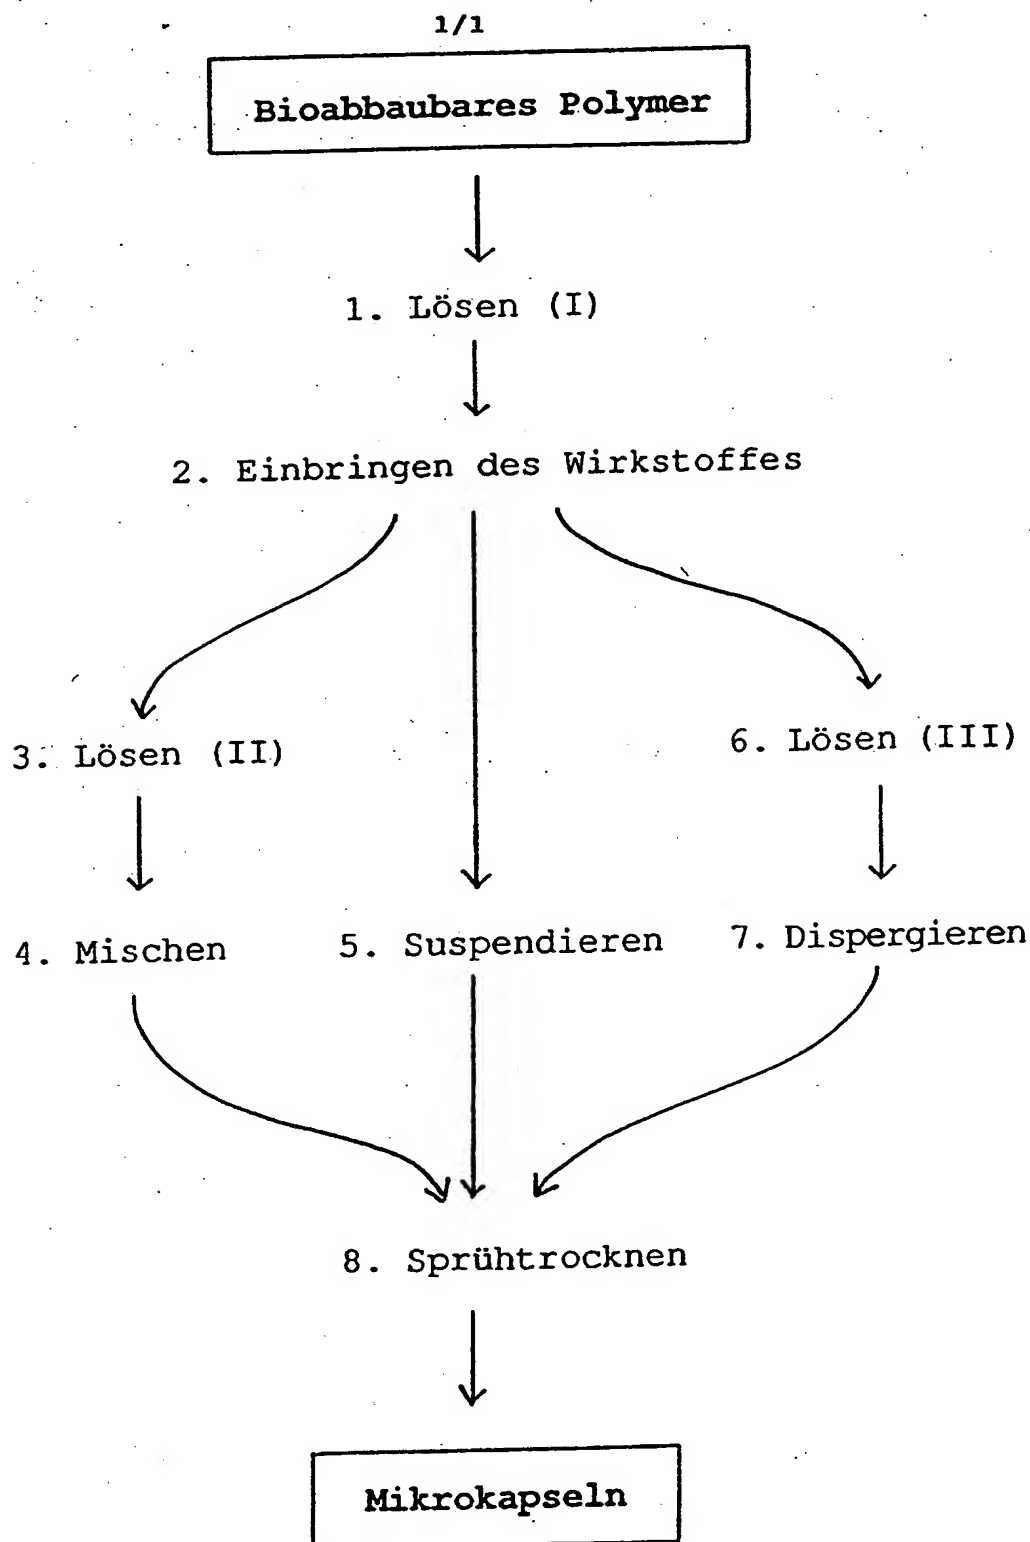 1/1
Bioabbaubares Polymer
1. Lösen (I)
2. Einbringen des Wirkstoffes
3. Lösen (II)
6. Lösen (III)
4. Mischen
5. Suspendieren
7. Dispergieren
8. Sprühtrocknen
Mikrokapseln